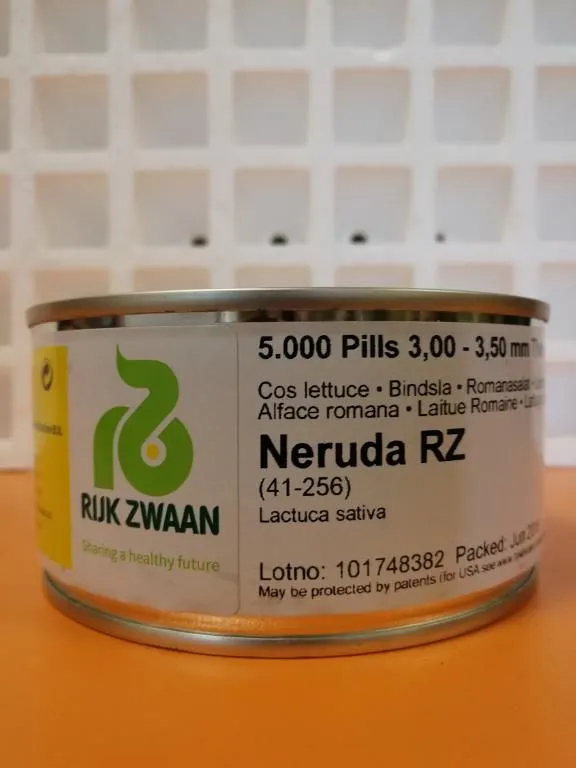 RIJK ZWAAN
Sharing a healthy future
5.000 Pills 3,00 - 3,50 mm
Cos lettuce • Bindsla • Romanasalat
Alface romana • Laitue Romaine
Neruda RZ
(41-256)
Lactuca sativa
Lotno: 101748382 Packed: Jun
May be protected by patents (for USA see